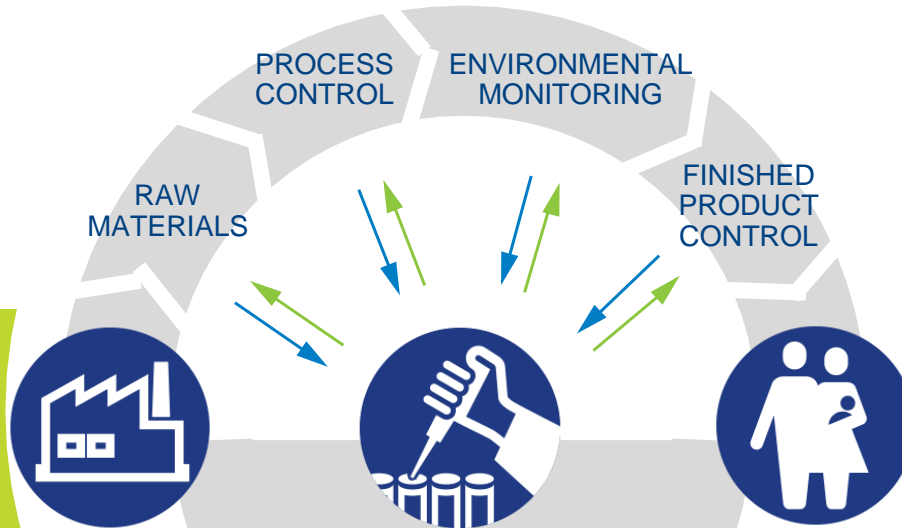 RAW
MATERIALS
PROCESS
CONTROL
ENVIRONMENTAL
MONITORING
FINISHED
PRODUCT
CONTROL